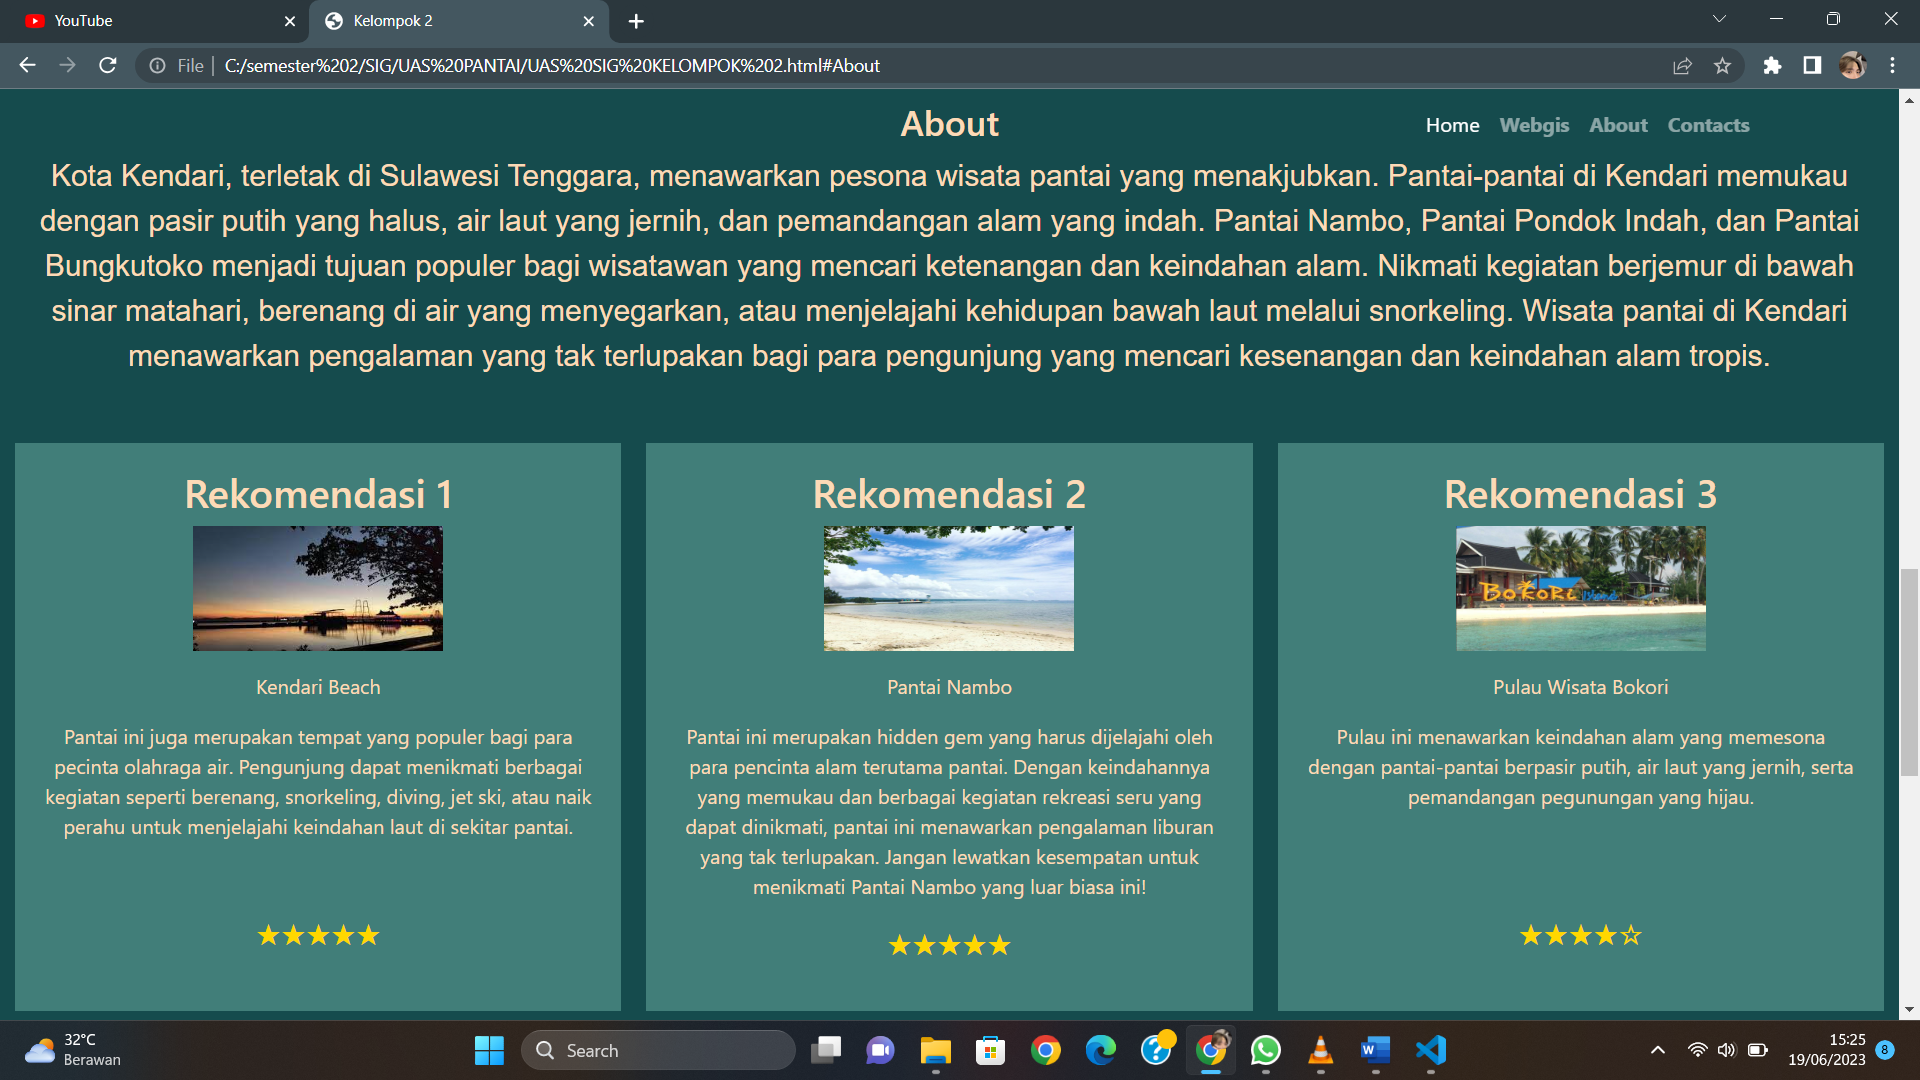 YouTube
Kelompok 2
File
C:/semester%202/SIG/UAS%20PANTAI/UAS%20SIG%20KELOMPOK%202.html#About
About
Home Webgis About Contacts
Kota Kendari, terletak di Sulawesi Tenggara, menawarkan pesona wisata pantai yang menakjubkan. Pantai-pantai di Kendari memukau
dengan pasir putih yang halus, air laut yang jernih, dan pemandangan alam yang indah. Pantai Nambo, Pantai Pondok Indah, dan Pantai
Bungkutoko menjadi tujuan populer bagi wisatawan yang mencari ketenangan dan keindahan alam. Nikmati kegiatan berjemur di bawah
sinar matahari, berenang di air yang menyegarkan, atau menjelajahi kehidupan bawah laut melalui snorkeling. Wisata pantai di Kendari
menawarkan pengalaman yang tak terlupakan bagi para pengunjung yang mencari kesenangan dan keindahan alam tropis.
Rekomendasi 1
Kendari Beach
Pantai ini juga merupakan tempat yang populer bagi para
pecinta olahraga air. Pengunjung dapat menikmati berbagai
kegiatan seperti berenang, snorkeling, diving, jet ski, atau naik
perahu untuk menjelajahi keindahan laut di sekitar pantai.
★★★★★
Rekomendasi 2
Pantai Nambo
Pantai ini merupakan hidden gem yang harus dijelajahi oleh
para pencinta alam terutama pantai. Dengan keindahannya
yang memukau dan berbagai kegiatan rekreasi seru yang
dapat dinikmati, pantai ini menawarkan pengalaman liburan
yang tak terlupakan. Jangan lewatkan kesempatan untuk
menikmati Pantai Nambo yang luar biasa ini!
★★★★★
Rekomendasi 3
BOKORI Island
Pulau Wisata Bokori
Pulau ini menawarkan keindahan alam yang memesona
dengan pantai-pantai berpasir putih, air laut yang jernih, serta
pemandangan pegunungan yang hijau.
★★★★☆
32°C
Berawan
Search
15:25
19/06/2023
8